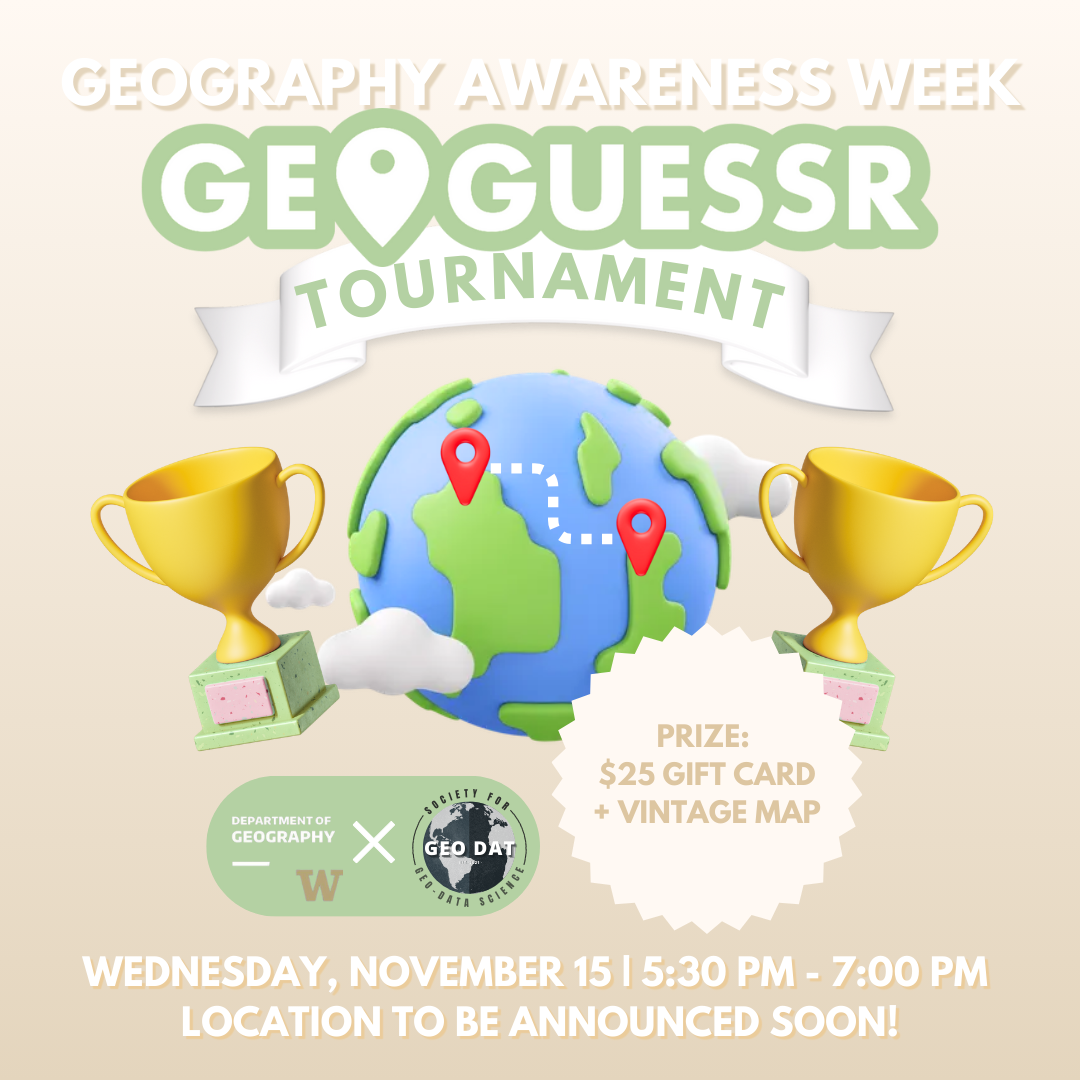 GEOGRAPHY AWARENESS WEEK
GEOGUESSR
TOURNAMENT
PRIZE:
$25 GIFT CARD
+ VINTAGE MAP
DEPARTMENT OF
GEOGRAPHY
W
SOCIETY FOR
GEO DAT
GEO-DATA SCIENCE
WEDNESDAY, NOVEMBER 15 | 5:30 PM - 7:00 PM
LOCATION TO BE ANNOUNCED SOON!